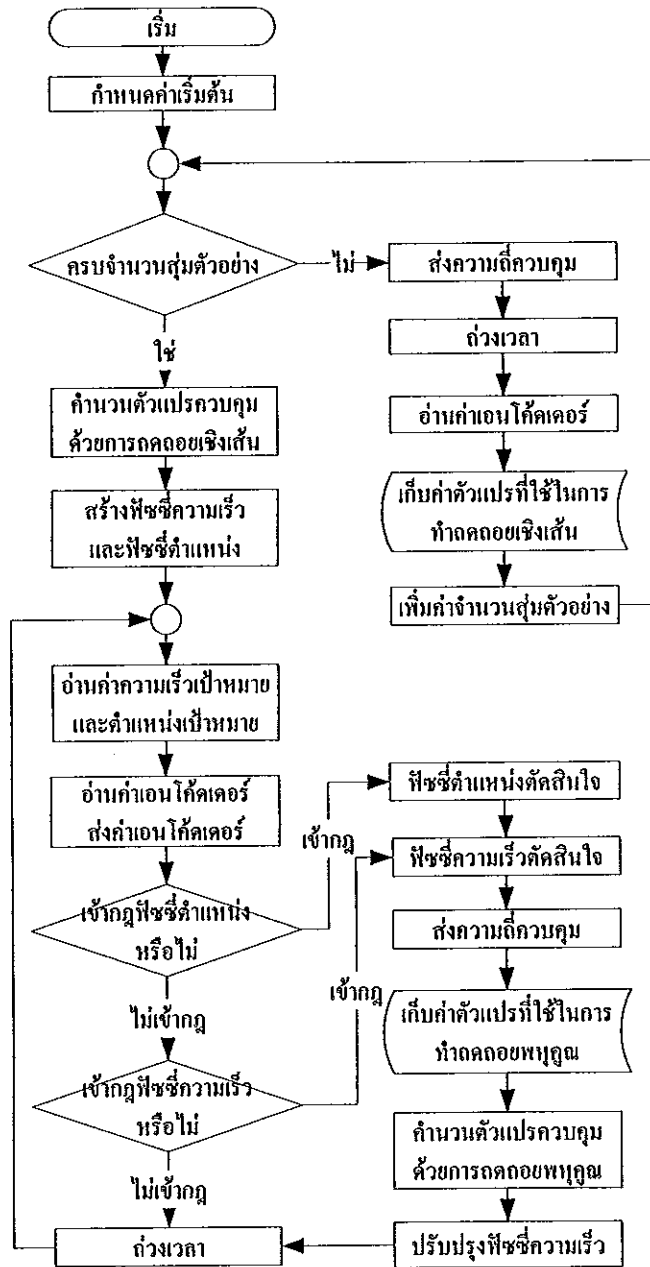 เริ่ม
กำหนดค่าเริ่มต้น
ครบจำนวนสุ่มตัวอย่าง
ไม่
ส่งความถี่ควบคุม
ถ่วงเวลา
อ่านค่าเอนโค้ดเดอร์
เก็บค่าตัวแปรที่ใช้ในการ
ทำถดถอยเชิงเส้น
เพิ่มค่าจำนวนสุ่มตัวอย่าง
ใช่
คำนวนตัวแปรควบคุม
ด้วยการถดถอยเชิงเส้น
สร้างฟัซซี่ความเร็ว
และฟัซซี่ตำแหน่ง
อ่านค่าความเร็วเป้าหมาย
และตำแหน่งเป้าหมาย
อ่านค่าเอนโค้ดเดอร์
ส่งค่าเอนโค้ดเดอร์
เข้ากฎฟัซซี่ตำแหน่ง
หรือไม่
เข้ากฎ
ไม่เข้ากฎ
เข้ากฎฟัซซี่ความเร็ว
หรือไม่
เข้ากฎ
ไม่เข้ากฎ
ถ่วงเวลา
ฟัซซี่ตำแหน่งตัดสินใจ
ฟัซซี่ความเร็วตัดสินใจ
ส่งความถี่ควบคุม
เก็บค่าตัวแปรที่ใช้ในการ
ทำถดถอยพหุคูณ
คำนวนตัวแปรควบคุม
ด้วยการถดถอยพหุคูณ
ปรับปรุงฟัซซี่ความเร็ว